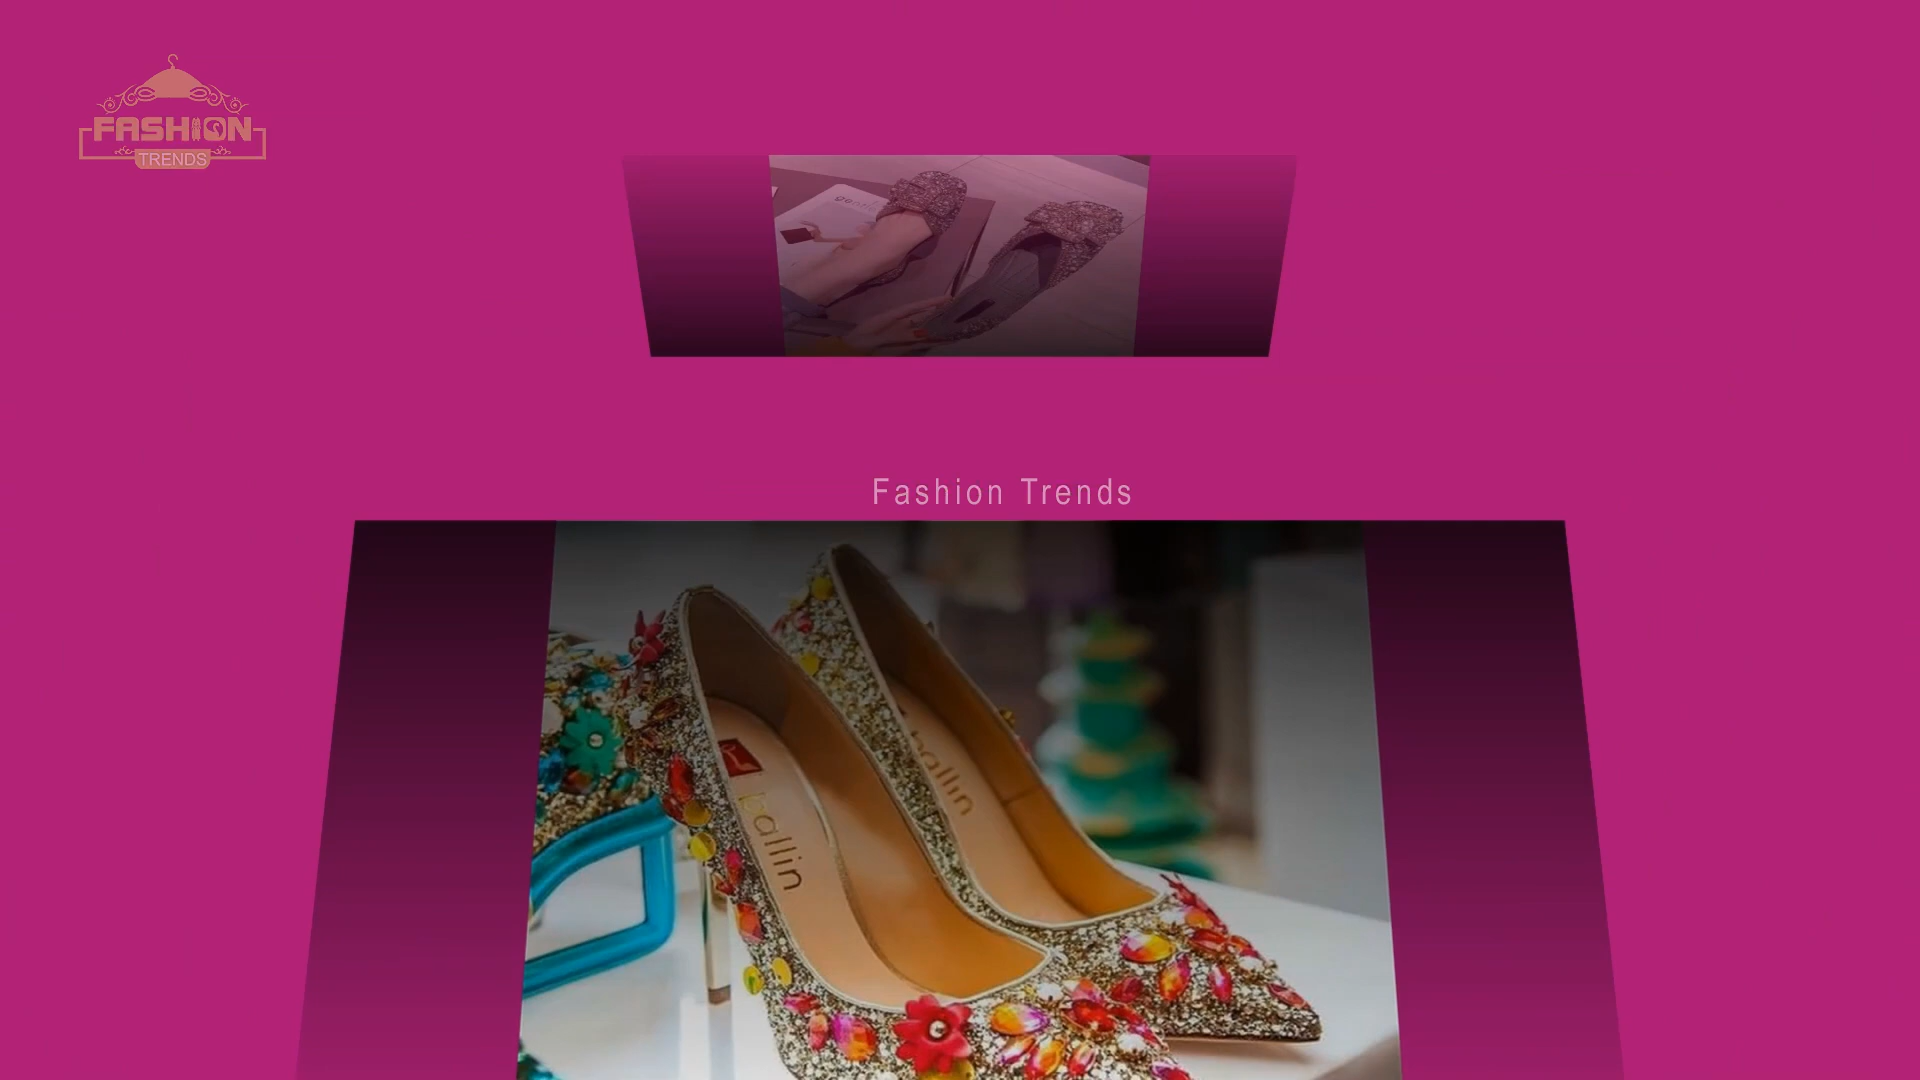 FASHION
TRENDS
Fashion Trends
ballin
ballin